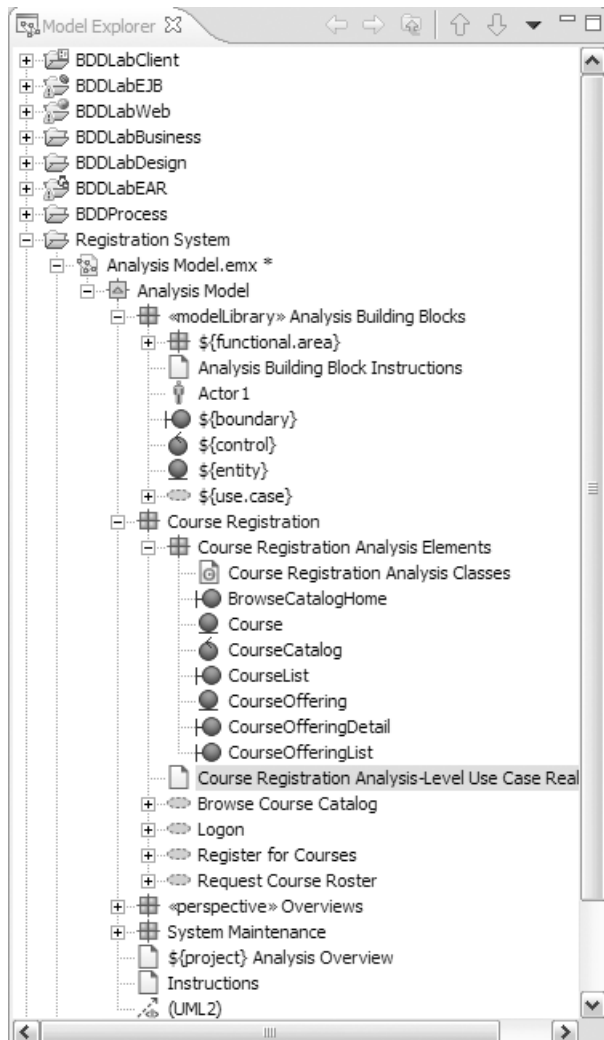 Model Explorer
BDDLabClient
BDDLabEJB
BDDLabWeb
BDDLabBusiness
BDDLabDesign
BDDLabEAR
BDDProcess
Registration System
Analysis Model.emx *
Analysis Model
«modelLibrary» Analysis Building Blocks
${functional.area}
Analysis Building Block Instructions
Actor1
${boundary}
${control}
${entity}
${use.case}
Course Registration
Course Registration Analysis Elements
Course Registration Analysis Classes
BrowseCatalogHome
Course
CourseCatalog
CourseList
CourseOffering
CourseOfferingDetail
CourseOfferingList
Course Registration Analysis-Level Use Case Real
Browse Course Catalog
Logon
Register for Courses
Request Course Roster
«perspective» Overviews
System Maintenance
${project} Analysis Overview
Instructions
(UML2)